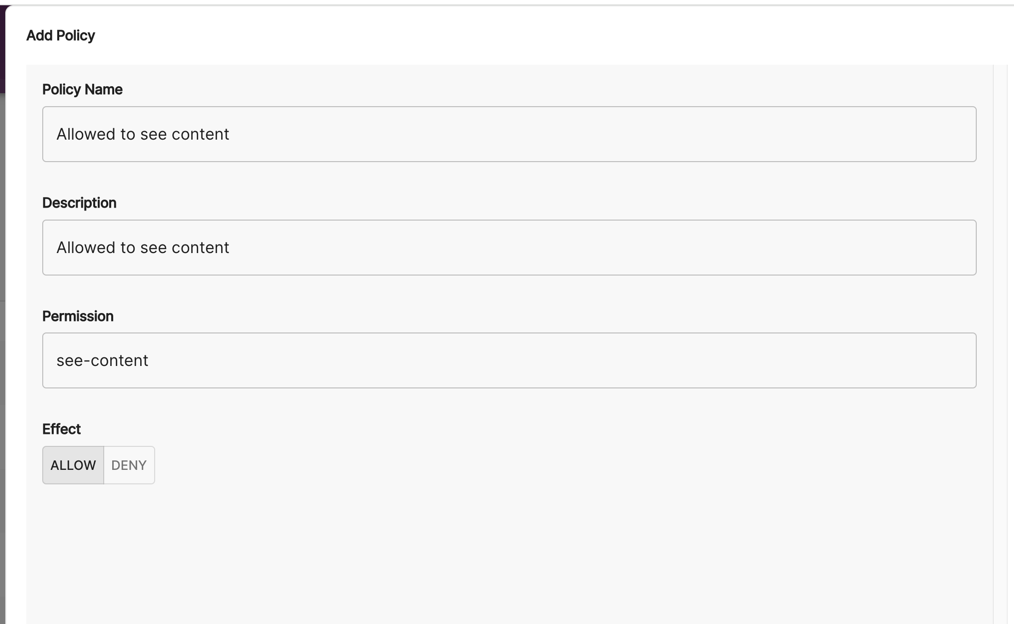 Add Policy
Policy Name
Allowed to see content
Description
Allowed to see content
Permission
see-content
Effect
ALLOW DENY